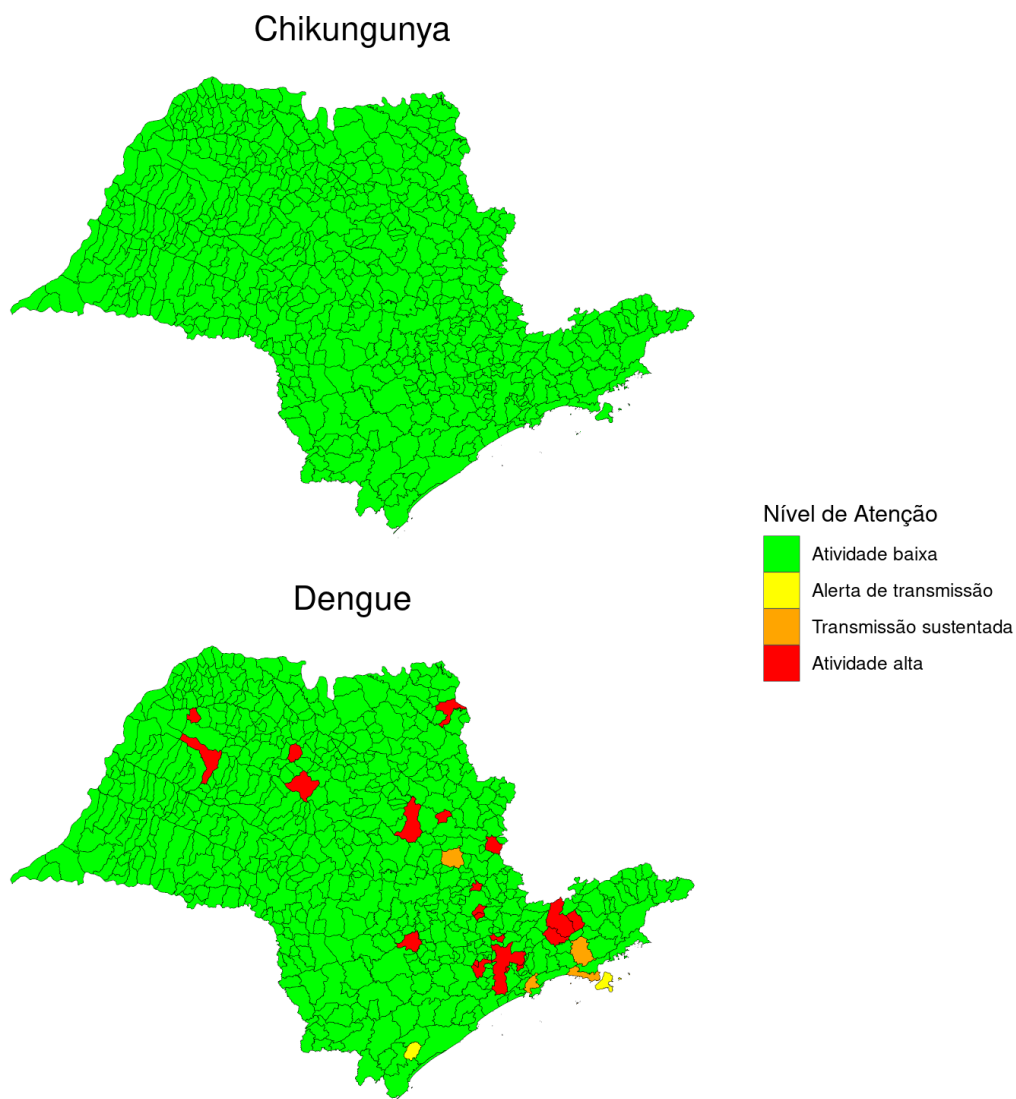 Chikungunya
Nível de Atenção
Atividade baixa
Alerta de transmissão
Transmissão sustentada
Atividade alta
Dengue